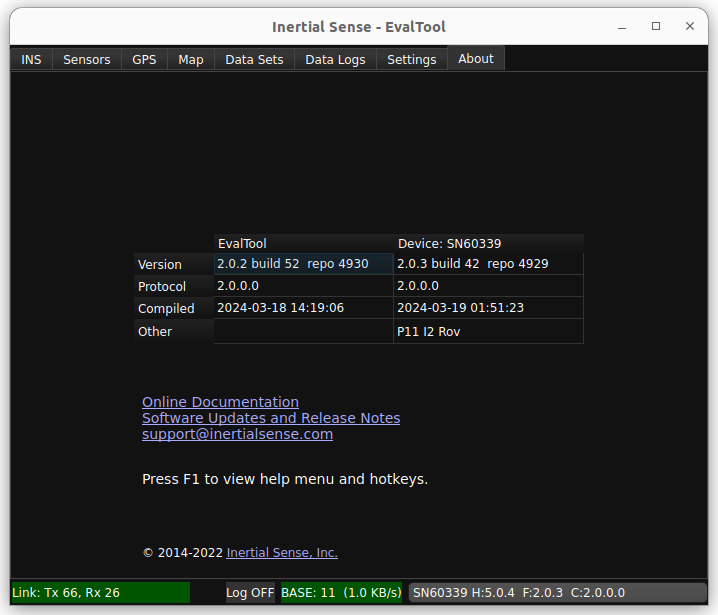 Inertial Sense - EvalTool
INS Sensors GPS Map Data Sets Data Logs Settings About
EvalTool Device: SN60339
Version 2.0.2 build 52  repo 4930 2.0.3 build 42  repo 4929
Protocol 2.0.0.0 2.0.0.0
Compiled 2024-03-18 14:19:06 2024-03-19 01:51:23
Other P11 I2 Rov
Online Documentation
Software Updates and Release Notes
support@inertialsense.com
Press F1 to view help menu and hotkeys.
© 2014-2022 Inertial Sense, Inc.
Link: Tx 66, Rx 26 Log OFF BASE: 11  (1.0 KB/s) SN60339 H:5.0.4  F:2.0.3  C:2.0.0.0